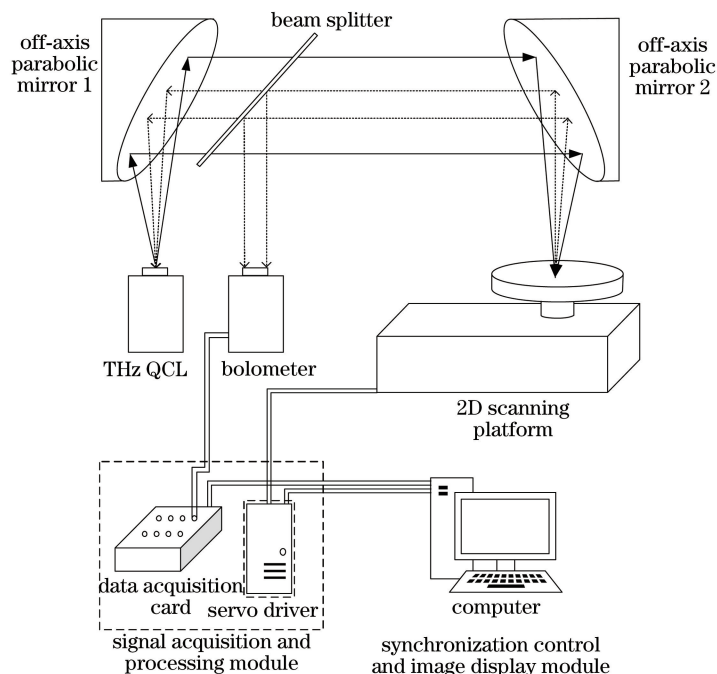 beam splitter
off-axis
parabolic
mirror 1
off-axis
parabolic
mirror 2
THz QCL
bolometer
2D scanning
platform
data acquisition
card
servo driver
computer
signal acquisition and
processing module
synchronization control
and image display module